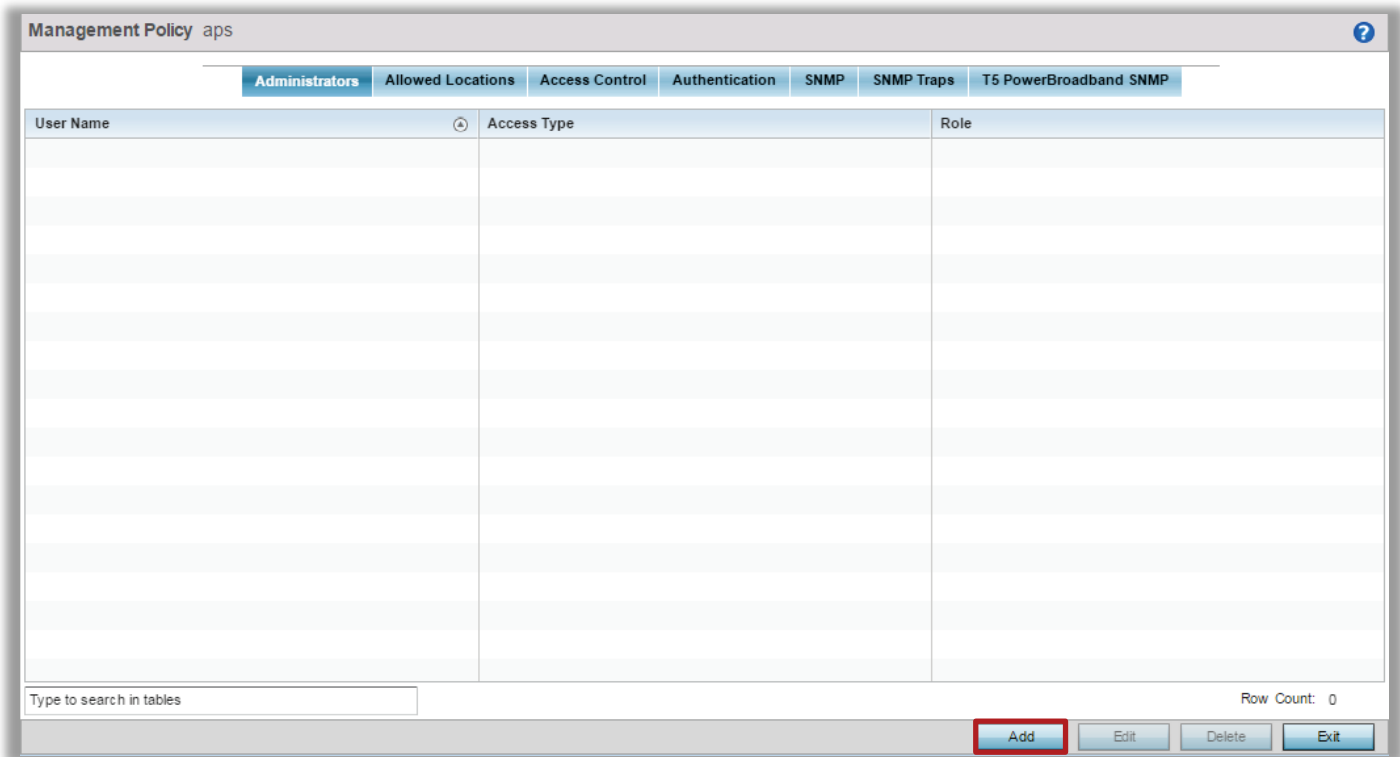 Management Policy aps ?
Administrators Allowed Locations Access Control Authentication SNMP SNMP Traps T5 PowerBroadband SNMP
User Name Access Type Role
Type to search in tables Row Count: 0
Add Edit Delete Exit